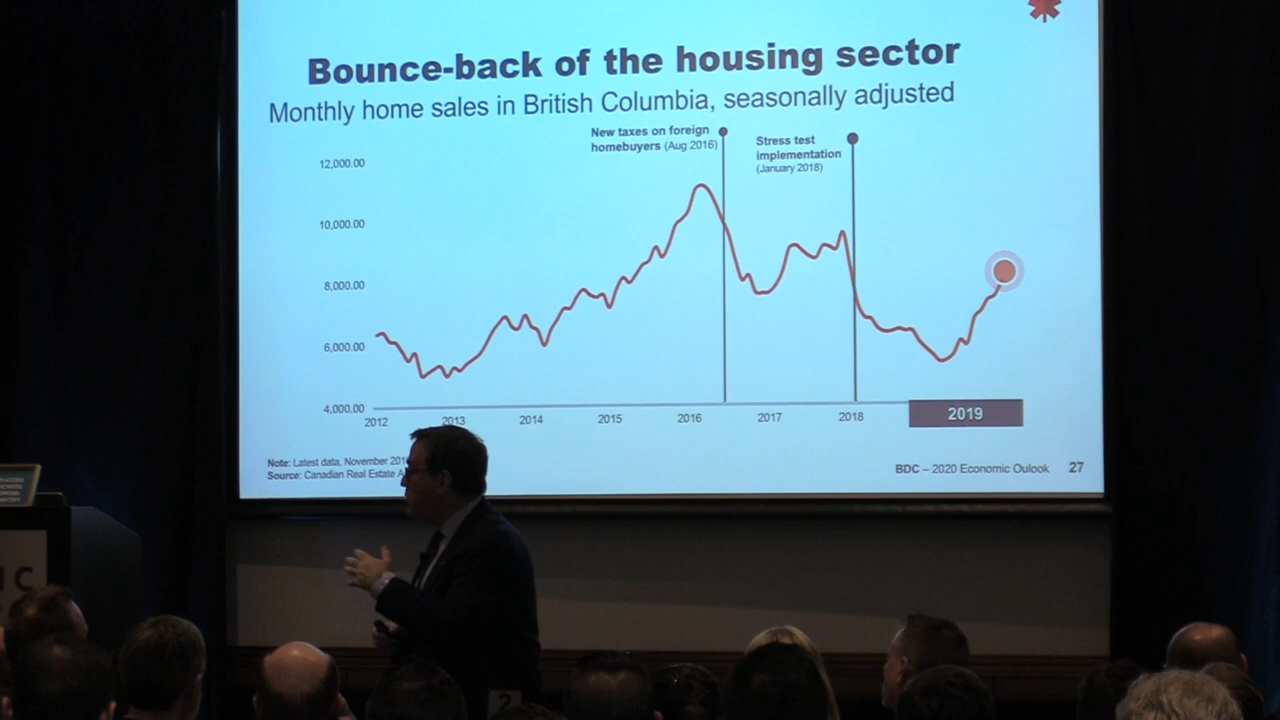 Bounce-back of the housing sector
Monthly home sales in British Columbia, seasonally adjusted
New taxes on foreign
homebuyers (Aug 2016)
Stress test
implementation
(January 2018)
12,000.00
10,000.00
8,000.00
6,000.00
4,000.00
2012
2013
2014
2015
2016
2017
2018
2019
Note: Latest data, November
Source: Canadian Real Estate
BDC – 2020 Economic Oulook
27
2